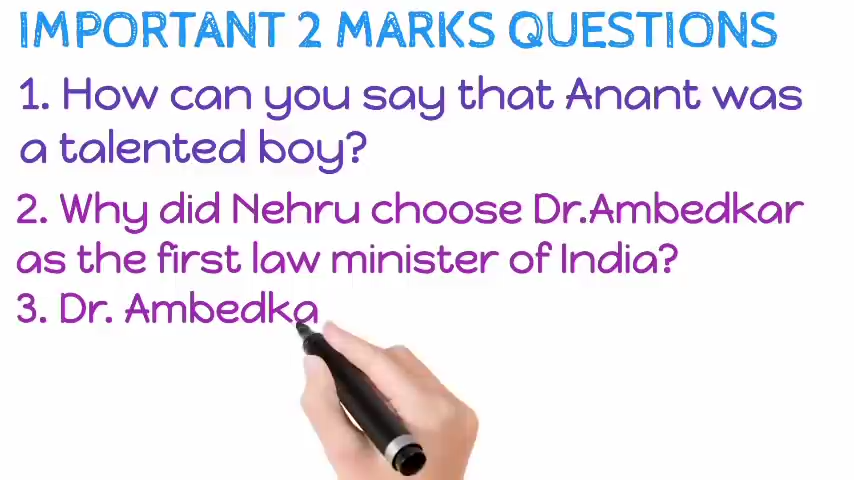 IMPORTANT 2 MARKS QUESTIONS
1. How can you say that Anant was
a talented boy?
2. Why did Nehru choose Dr.Ambedkar
as the first law minister of India?
3. Dr. Ambedka